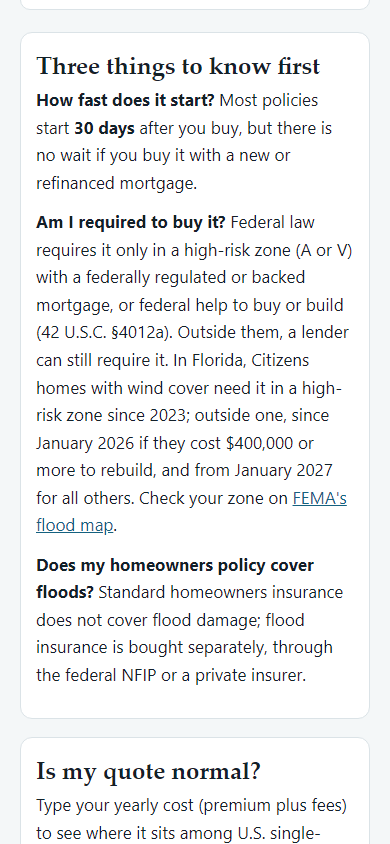 Three things to know first
How fast does it start? Most policies
start 30 days after you buy, but there is
no wait if you buy it with a new or
refinanced mortgage.
Am I required to buy it? Federal law
requires it only in a high-risk zone (A or V)
with a federally regulated or backed
mortgage, or federal help to buy or build
(42 U.S.C. §4012a). Outside them, a lender
can still require it. In Florida, Citizens
homes with wind cover need it in a high-
risk zone since 2023; outside one, since
January 2026 if they cost $400,000 or
more to rebuild, and from January 2027
for all others. Check your zone on FEMA's
flood map.
Does my homeowners policy cover
floods? Standard homeowners insurance
does not cover flood damage; flood
insurance is bought separately, through
the federal NFIP or a private insurer.
Is my quote normal?
Type your yearly cost (premium plus fees)
to see where it sits among U.S. single-